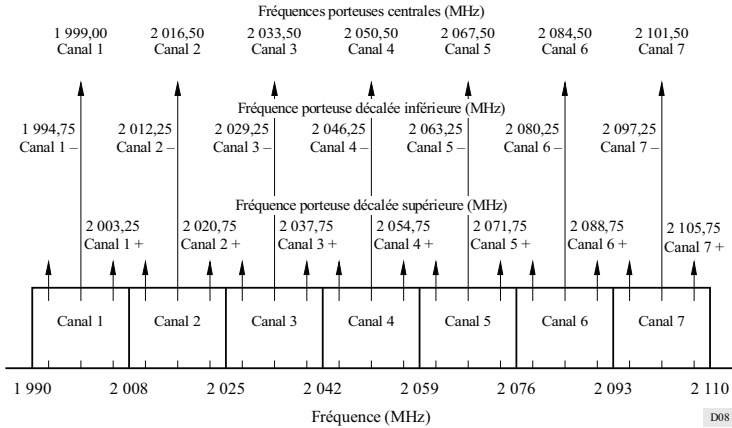 Fréquences porteuses centrales (MHz)
1 999,00 2 016,50 2 033,50 2 050,50 2 067,50 2 084,50 2 101,50
Canal 1 Canal 2 Canal 3 Canal 4 Canal 5 Canal 6 Canal 7
Fréquence porteuse décalée inférieure (MHz)
1 994,75 2 012,25 2 029,25 2 046,25 2 063,25 2 080,25 2 097,25
Canal 1 – Canal 2 – Canal 3 – Canal 4 – Canal 5 – Canal 6 – Canal 7 –
Fréquence porteuse décalée supérieure (MHz)
2 003,25 2 020,75 2 037,75 2 054,75 2 071,75 2 088,75 2 105,75
Canal 1 + Canal 2 + Canal 3 + Canal 4 + Canal 5 + Canal 6 + Canal 7 +
Canal 1 Canal 2 Canal 3 Canal 4 Canal 5 Canal 6 Canal 7
1 990 2 008 2 025 2 042 2 059 2 076 2 093 2 110
Fréquence (MHz)
D08